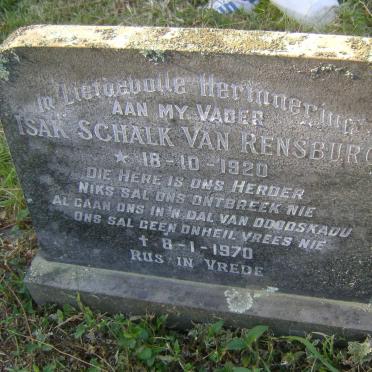 In Liefdevolle Herinnering
AAN MY VADER
ISAK SCHALK VAN RENSBURG
* 18-10-1920
DIE HERE IS ONS HERDER
NIKS SAL ONS ONTBREEK NIE
AL GAAN ONS IN 'N DAL VAN DOODSKADU
ONS SAL GEEN ONHEIL VREES NIE
† 8-1-1970
RUS IN VREDE